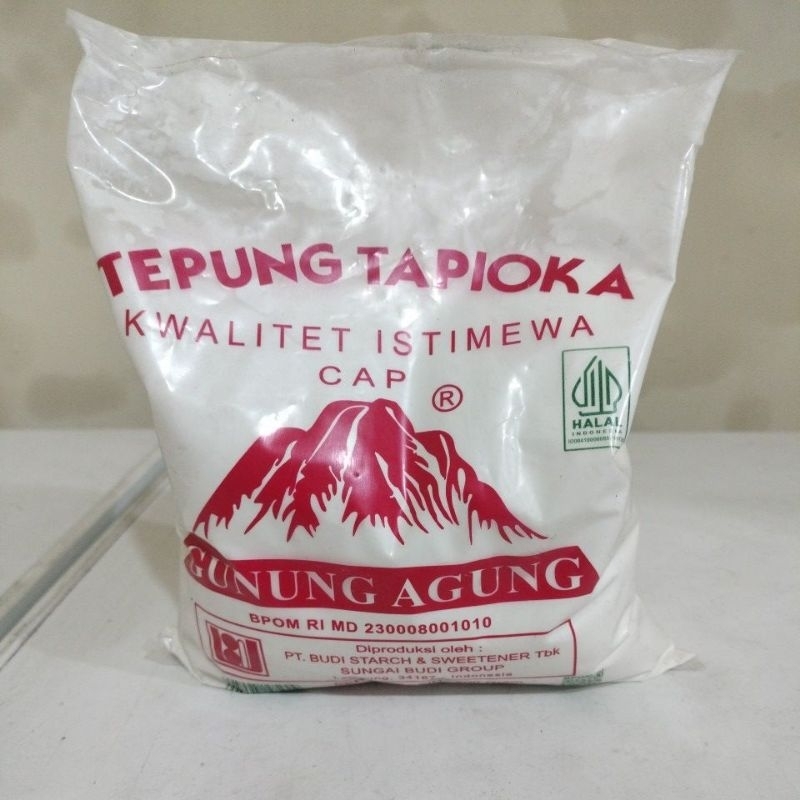 TEPUNG TAPIOKA
KWALITET ISTIMEWA
CAP ®
HALAL
INDONESIA
GUNUNG AGUNG
BPOM RI MD 230008001010
Diproduksi oleh :
PT. BUDI STARCH & SWEETENER Tbk
SUNGAI BUDI GROUP
Indonesia